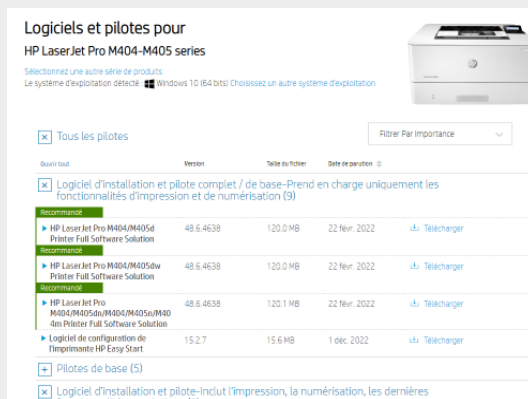 Logiciels et pilotes pour
HP LaserJet Pro M404-M405 series
Sélectionnez une autre série de produits
Le système d'exploitation détecté : Windows 10 (64 bits) Choisissez un autre système d'exploitation
Tous les pilotes
Filtrer Par Importance
Ouvrir tout Version Taille du fichier Date de parution
Logiciel d'installation et pilote complet / de base-Prend en charge uniquement les
fonctionnalités d'impression et de numérisation (9)
Recommandé
HP LaserJet Pro M404/M405d 48.6.4638 120.0 MB 22 févr. 2022 Télécharger
Printer Full Software Solution
Recommandé
HP LaserJet Pro M404/M405dw 48.6.4638 120.0 MB 22 févr. 2022 Télécharger
Printer Full Software Solution
Recommandé
HP LaserJet Pro 48.6.4638 120.1 MB 22 févr. 2022 Télécharger
M404/M405dn/M404/M405n/M40
4m Printer Full Software Solution
Logiciel de configuration de 15.2.7 15.6 MB 1 déc. 2022 Télécharger
l'imprimante HP Easy Start
Pilotes de base (5)
Logiciel d'installation et pilote-Inclut l'impression, la numérisation, les dernières